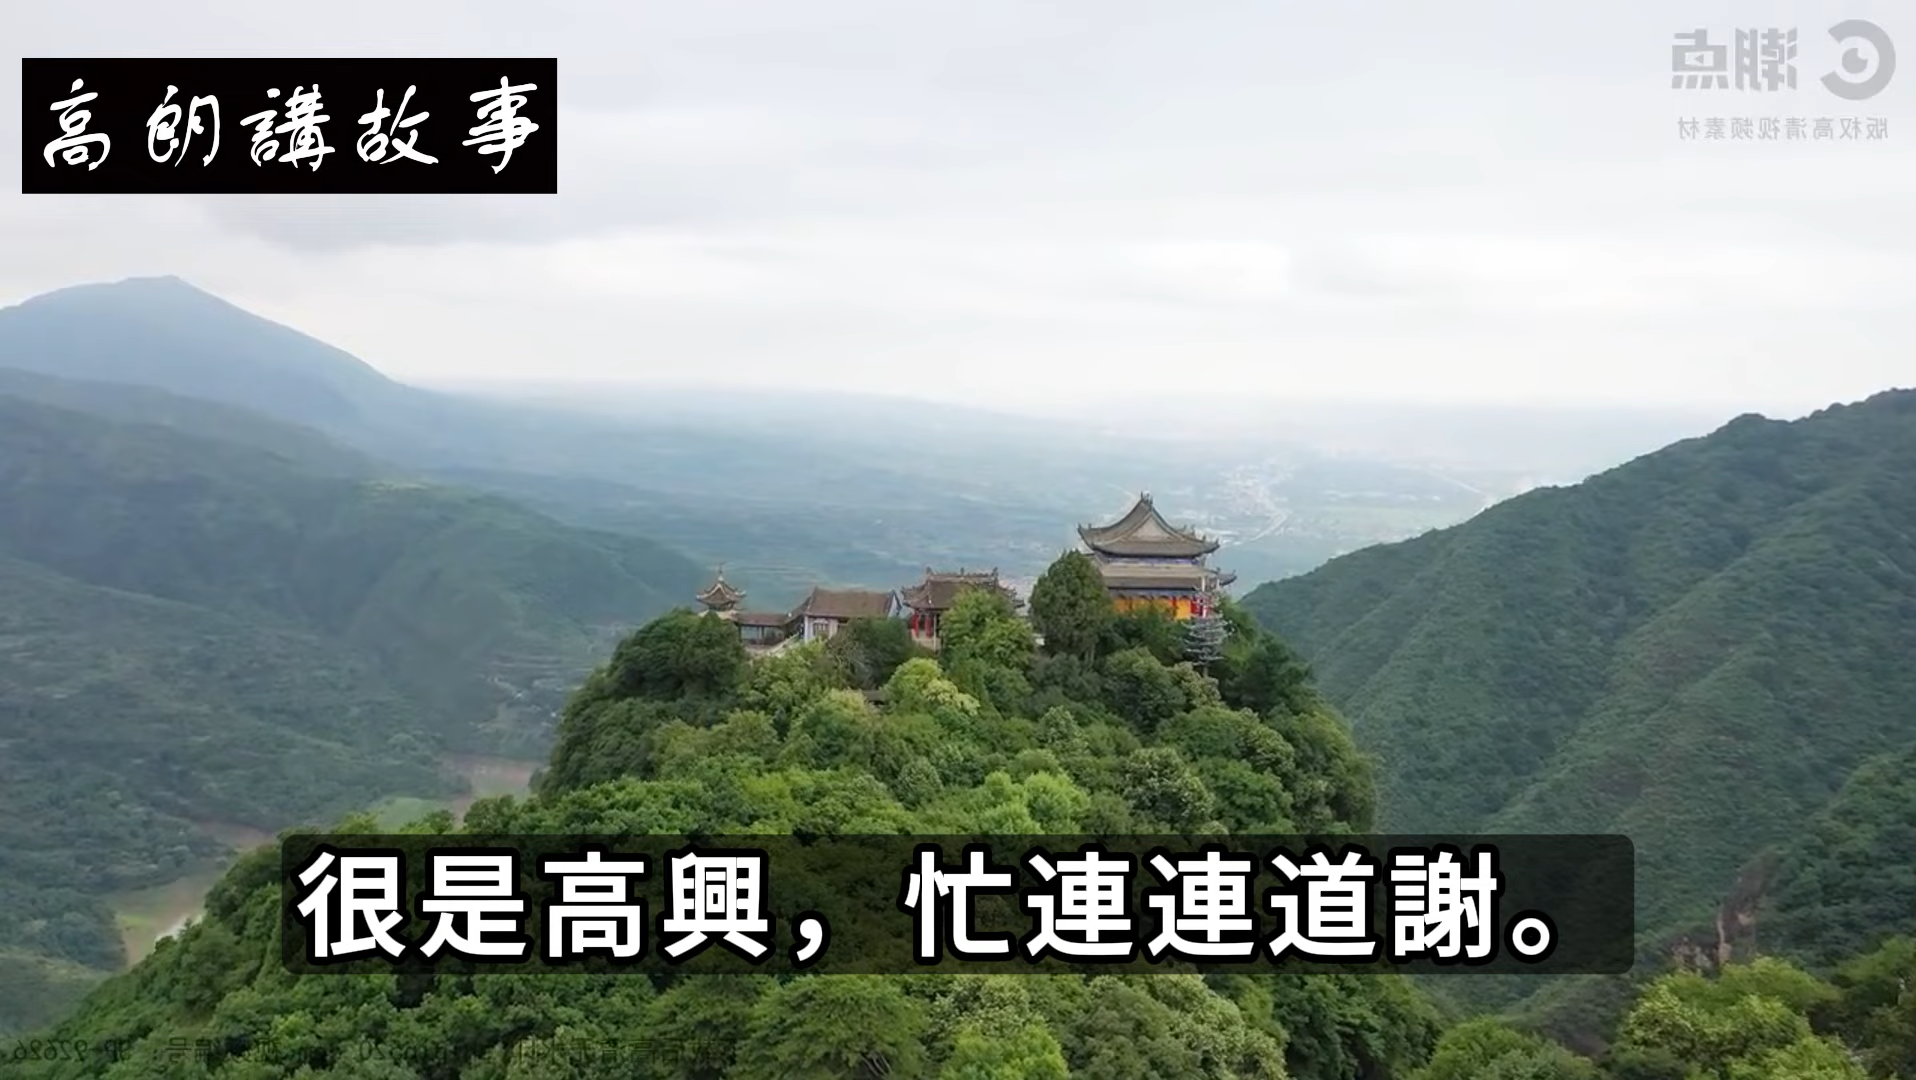 高朗講故事
潮点
版权高清视频素材
很是高興，忙連連道謝。